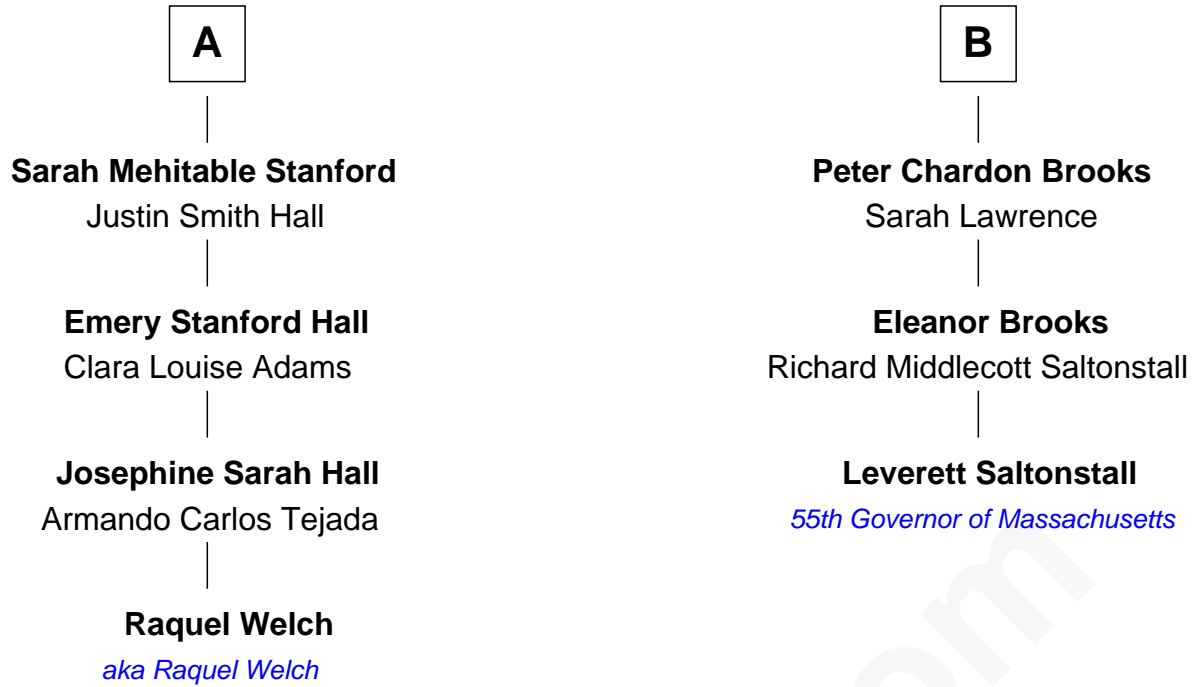 A
Sarah Mehitable Stanford
Justin Smith Hall
Emery Stanford Hall
Clara Louise Adams
Josephine Sarah Hall
Armando Carlos Tejada
Raquel Welch
aka Raquel Welch
B
Peter Chardon Brooks
Sarah Lawrence
Eleanor Brooks
Richard Middlecott Saltonstall
Leverett Saltonstall
55th Governor of Massachusetts
om